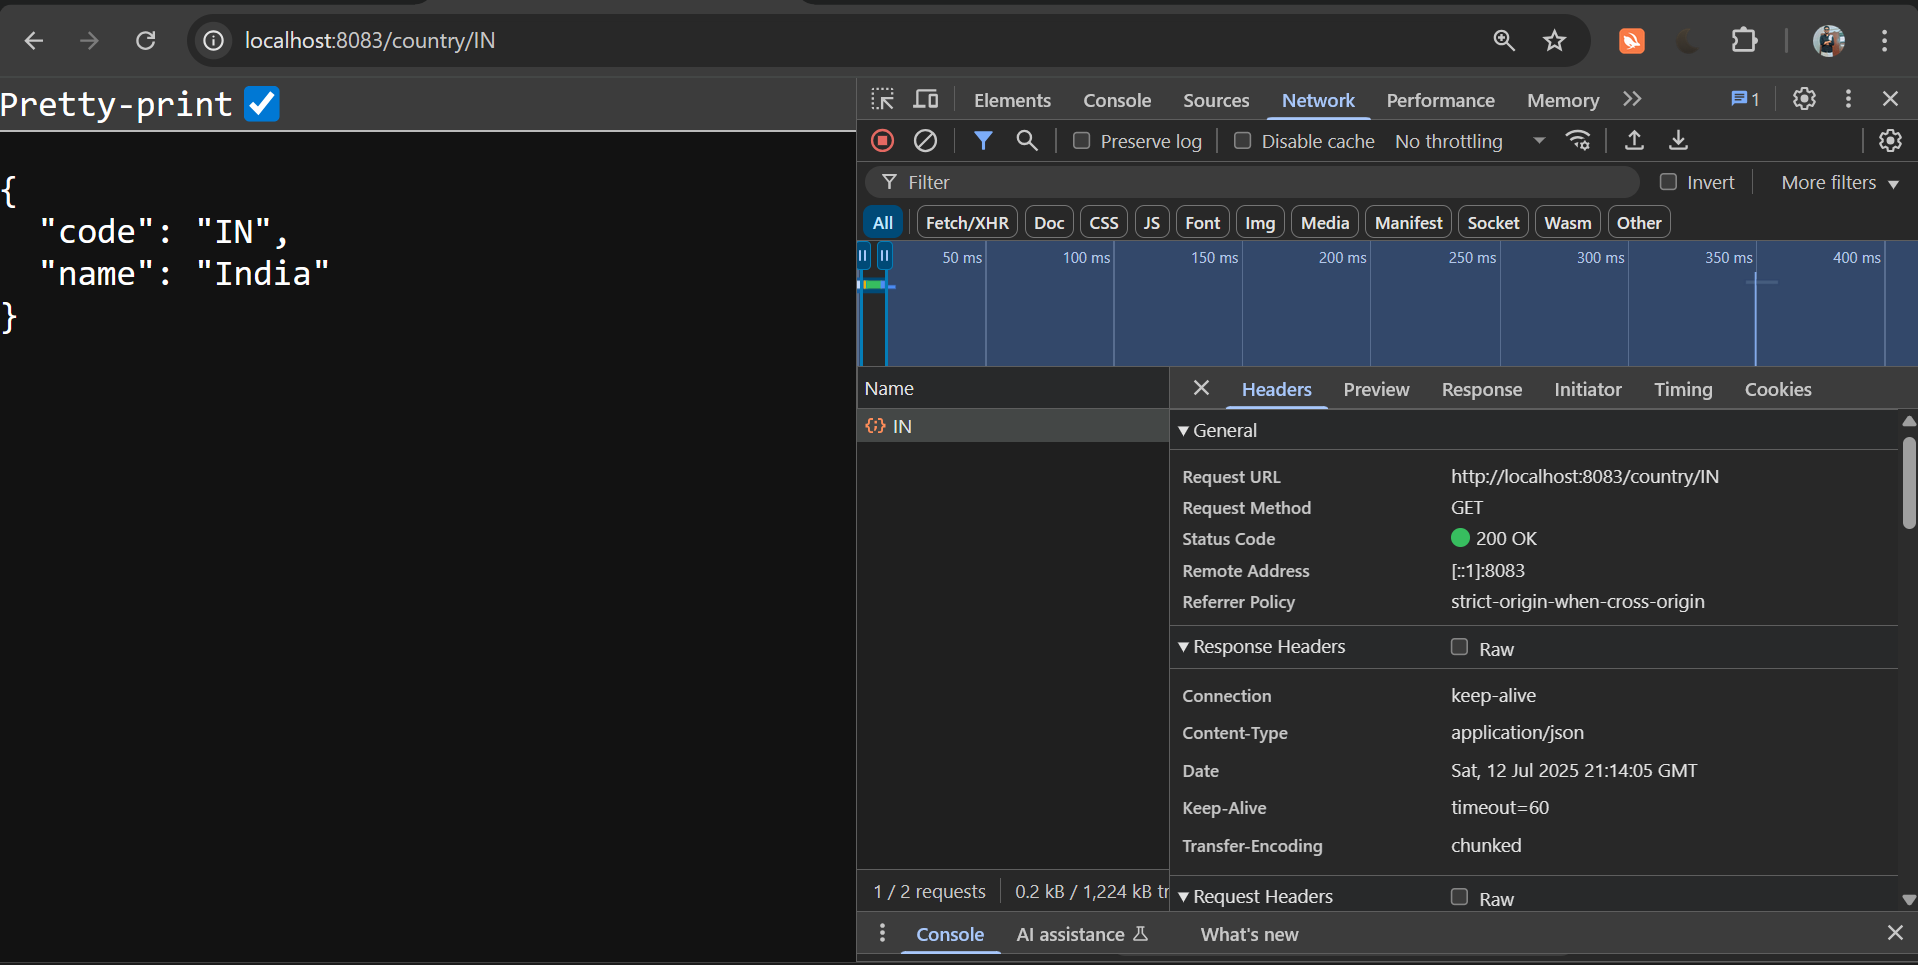 localhost:8083/country/IN
Pretty-print
{
"code": "IN",
"name": "India"
}
Elements Console Sources Network Performance Memory 1
Preserve log Disable cache No throttling
Filter Invert More filters
All Fetch/XHR Doc CSS JS Font Img Media Manifest Socket Wasm Other
50 ms 100 ms 150 ms 200 ms 250 ms 300 ms 350 ms 400 ms
Name
IN
Headers Preview Response Initiator Timing Cookies
General
Request URL http://localhost:8083/country/IN
Request Method GET
Status Code 200 OK
Remote Address [::1]:8083
Referrer Policy strict-origin-when-cross-origin
Response Headers Raw
Connection keep-alive
Content-Type application/json
Date Sat, 12 Jul 2025 21:14:05 GMT
Keep-Alive timeout=60
Transfer-Encoding chunked
Request Headers Raw
1 / 2 requests 0.2 kB / 1,224 kB tr
Console AI assistance What's new